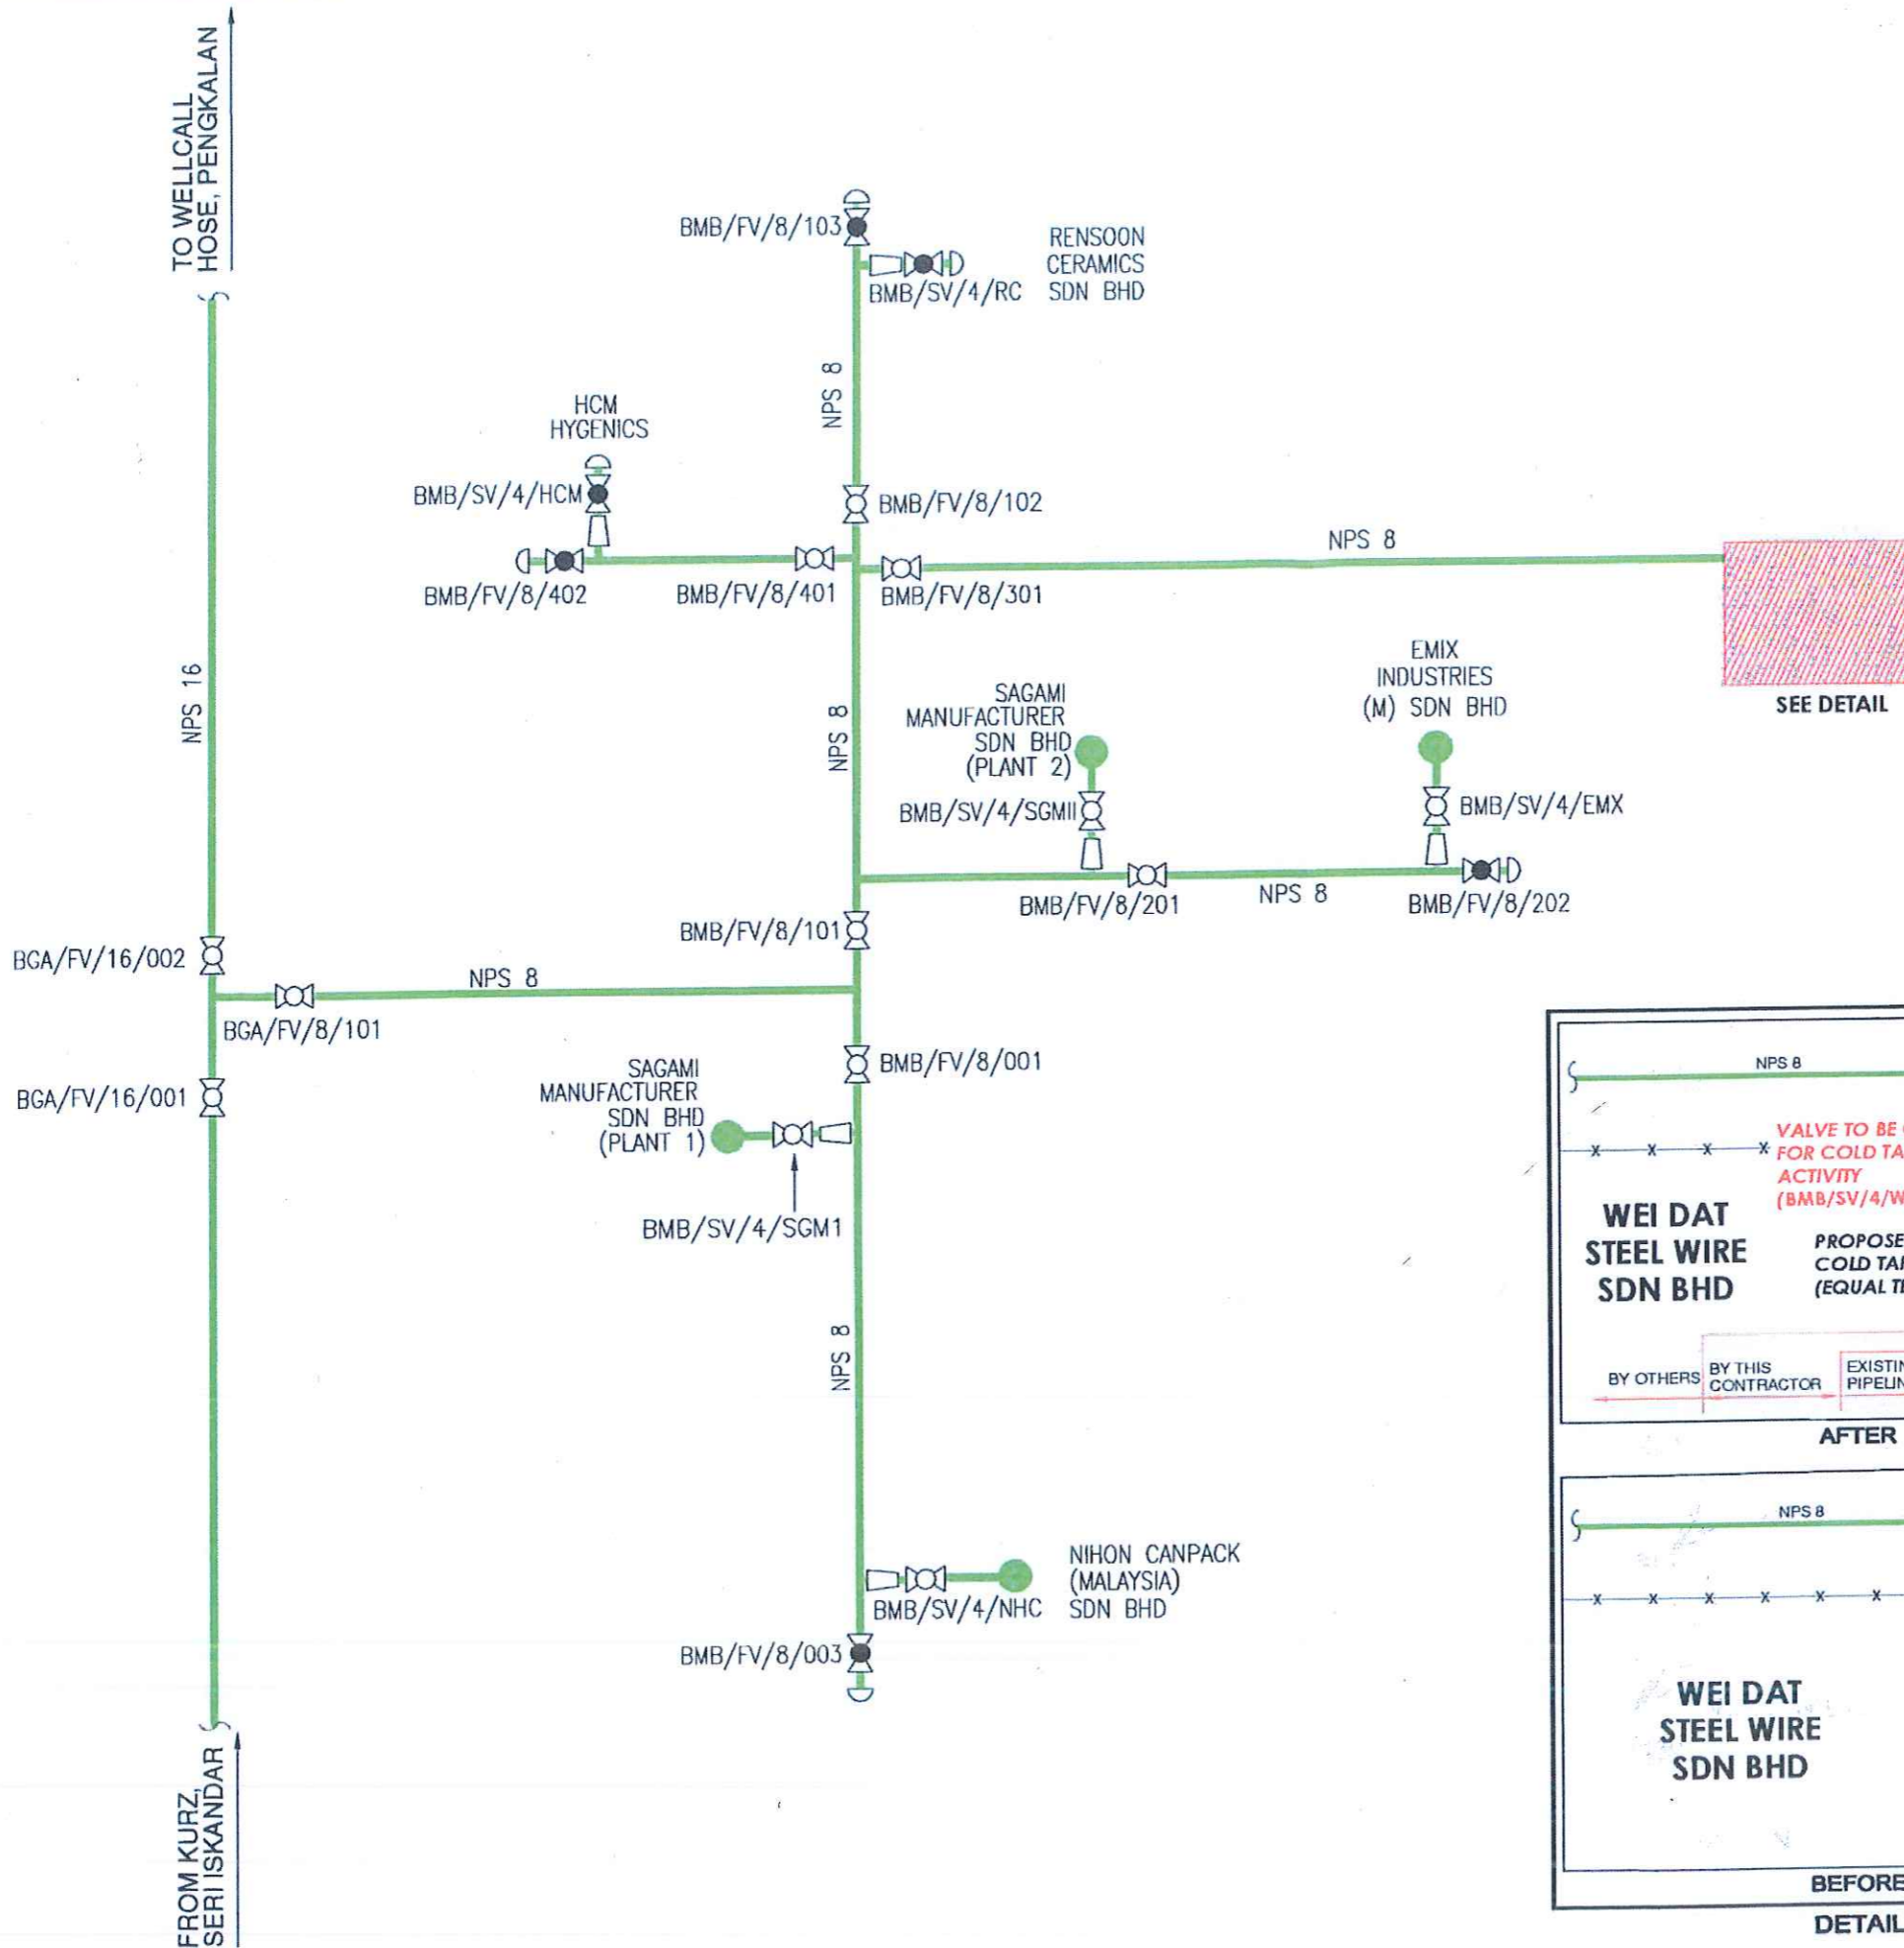 TO WELLCALL
HOSE, PENGKALAN
BMB/FV/8/103
RENSOON
CERAMICS
SDN BHD
BMB/SV/4/RC
NPS 8
HCM
HYGENICS
BMB/SV/4/HCM
BMB/FV/8/102
NPS 8
BMB/FV/8/402
BMB/FV/8/401
BMB/FV/8/301
SEE DETAIL
NPS 16
NPS 8
SAGAMI
MANUFACTURER
SDN BHD
(PLANT 2)
EMIX
INDUSTRIES
(M) SDN BHD
BMB/SV/4/SGMII
BMB/SV/4/EMX
BMB/FV/8/201
NPS 8
BMB/FV/8/202
BMB/FV/8/101
BGA/FV/16/002
NPS 8
BGA/FV/8/101
BGA/FV/16/001
BMB/FV/8/001
SAGAMI
MANUFACTURER
SDN BHD
(PLANT 1)
BMB/SV/4/SGM1
NPS 8
NIHON CANPACK
(MALAYSIA)
SDN BHD
BMB/SV/4/NHC
BMB/FV/8/003
FROM KURZ,
SERI ISKANDAR
NPS 8
VALVE TO BE
FOR COLD TA
ACTIVITY
(BMB/SV/4/W
WEI DAT
STEEL WIRE
SDN BHD
PROPOSE
COLD TA
(EQUAL T
BY OTHERS
BY THIS
CONTRACTOR
EXISTIN
PIPELIN
AFTER
NPS 8
WEI DAT
STEEL WIRE
SDN BHD
BEFORE
DETAIL